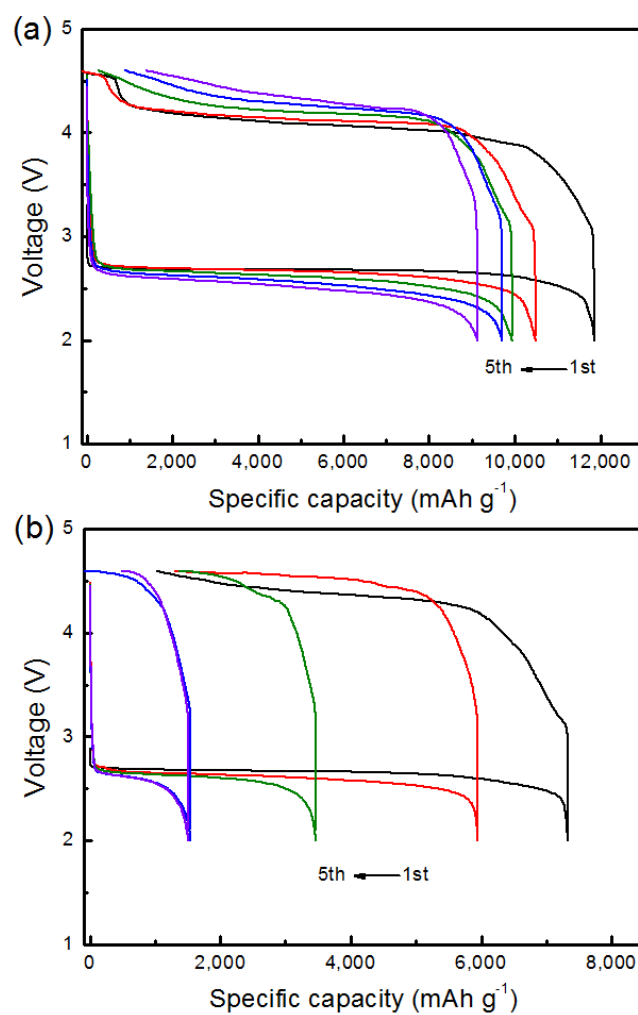 (a)
5
4
3
2
1
Voltage (V)
5th
1st
0
2,000
4,000
6,000
8,000
10,000
12,000
Specific capacity (mAh g⁻¹)
(b)
5
4
3
2
1
Voltage (V)
5th
1st
0
2,000
4,000
6,000
8,000
Specific capacity (mAh g⁻¹)